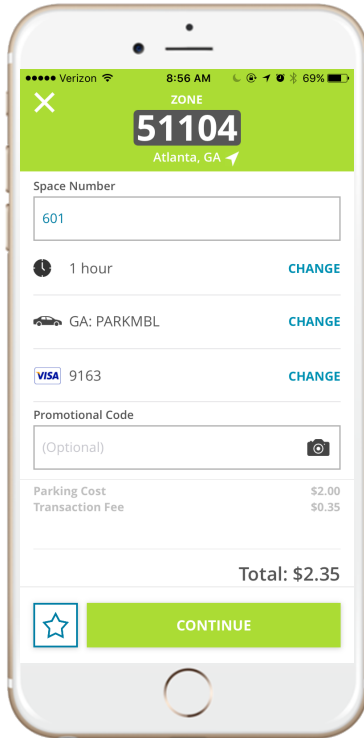 Verizon 8:56 AM 69%
ZONE
51104
Atlanta, GA
Space Number
601
1 hour CHANGE
GA: PARKMBL CHANGE
VISA 9163 CHANGE
Promotional Code
(Optional)
Parking Cost $2.00
Transaction Fee $0.35
Total: $2.35
CONTINUE